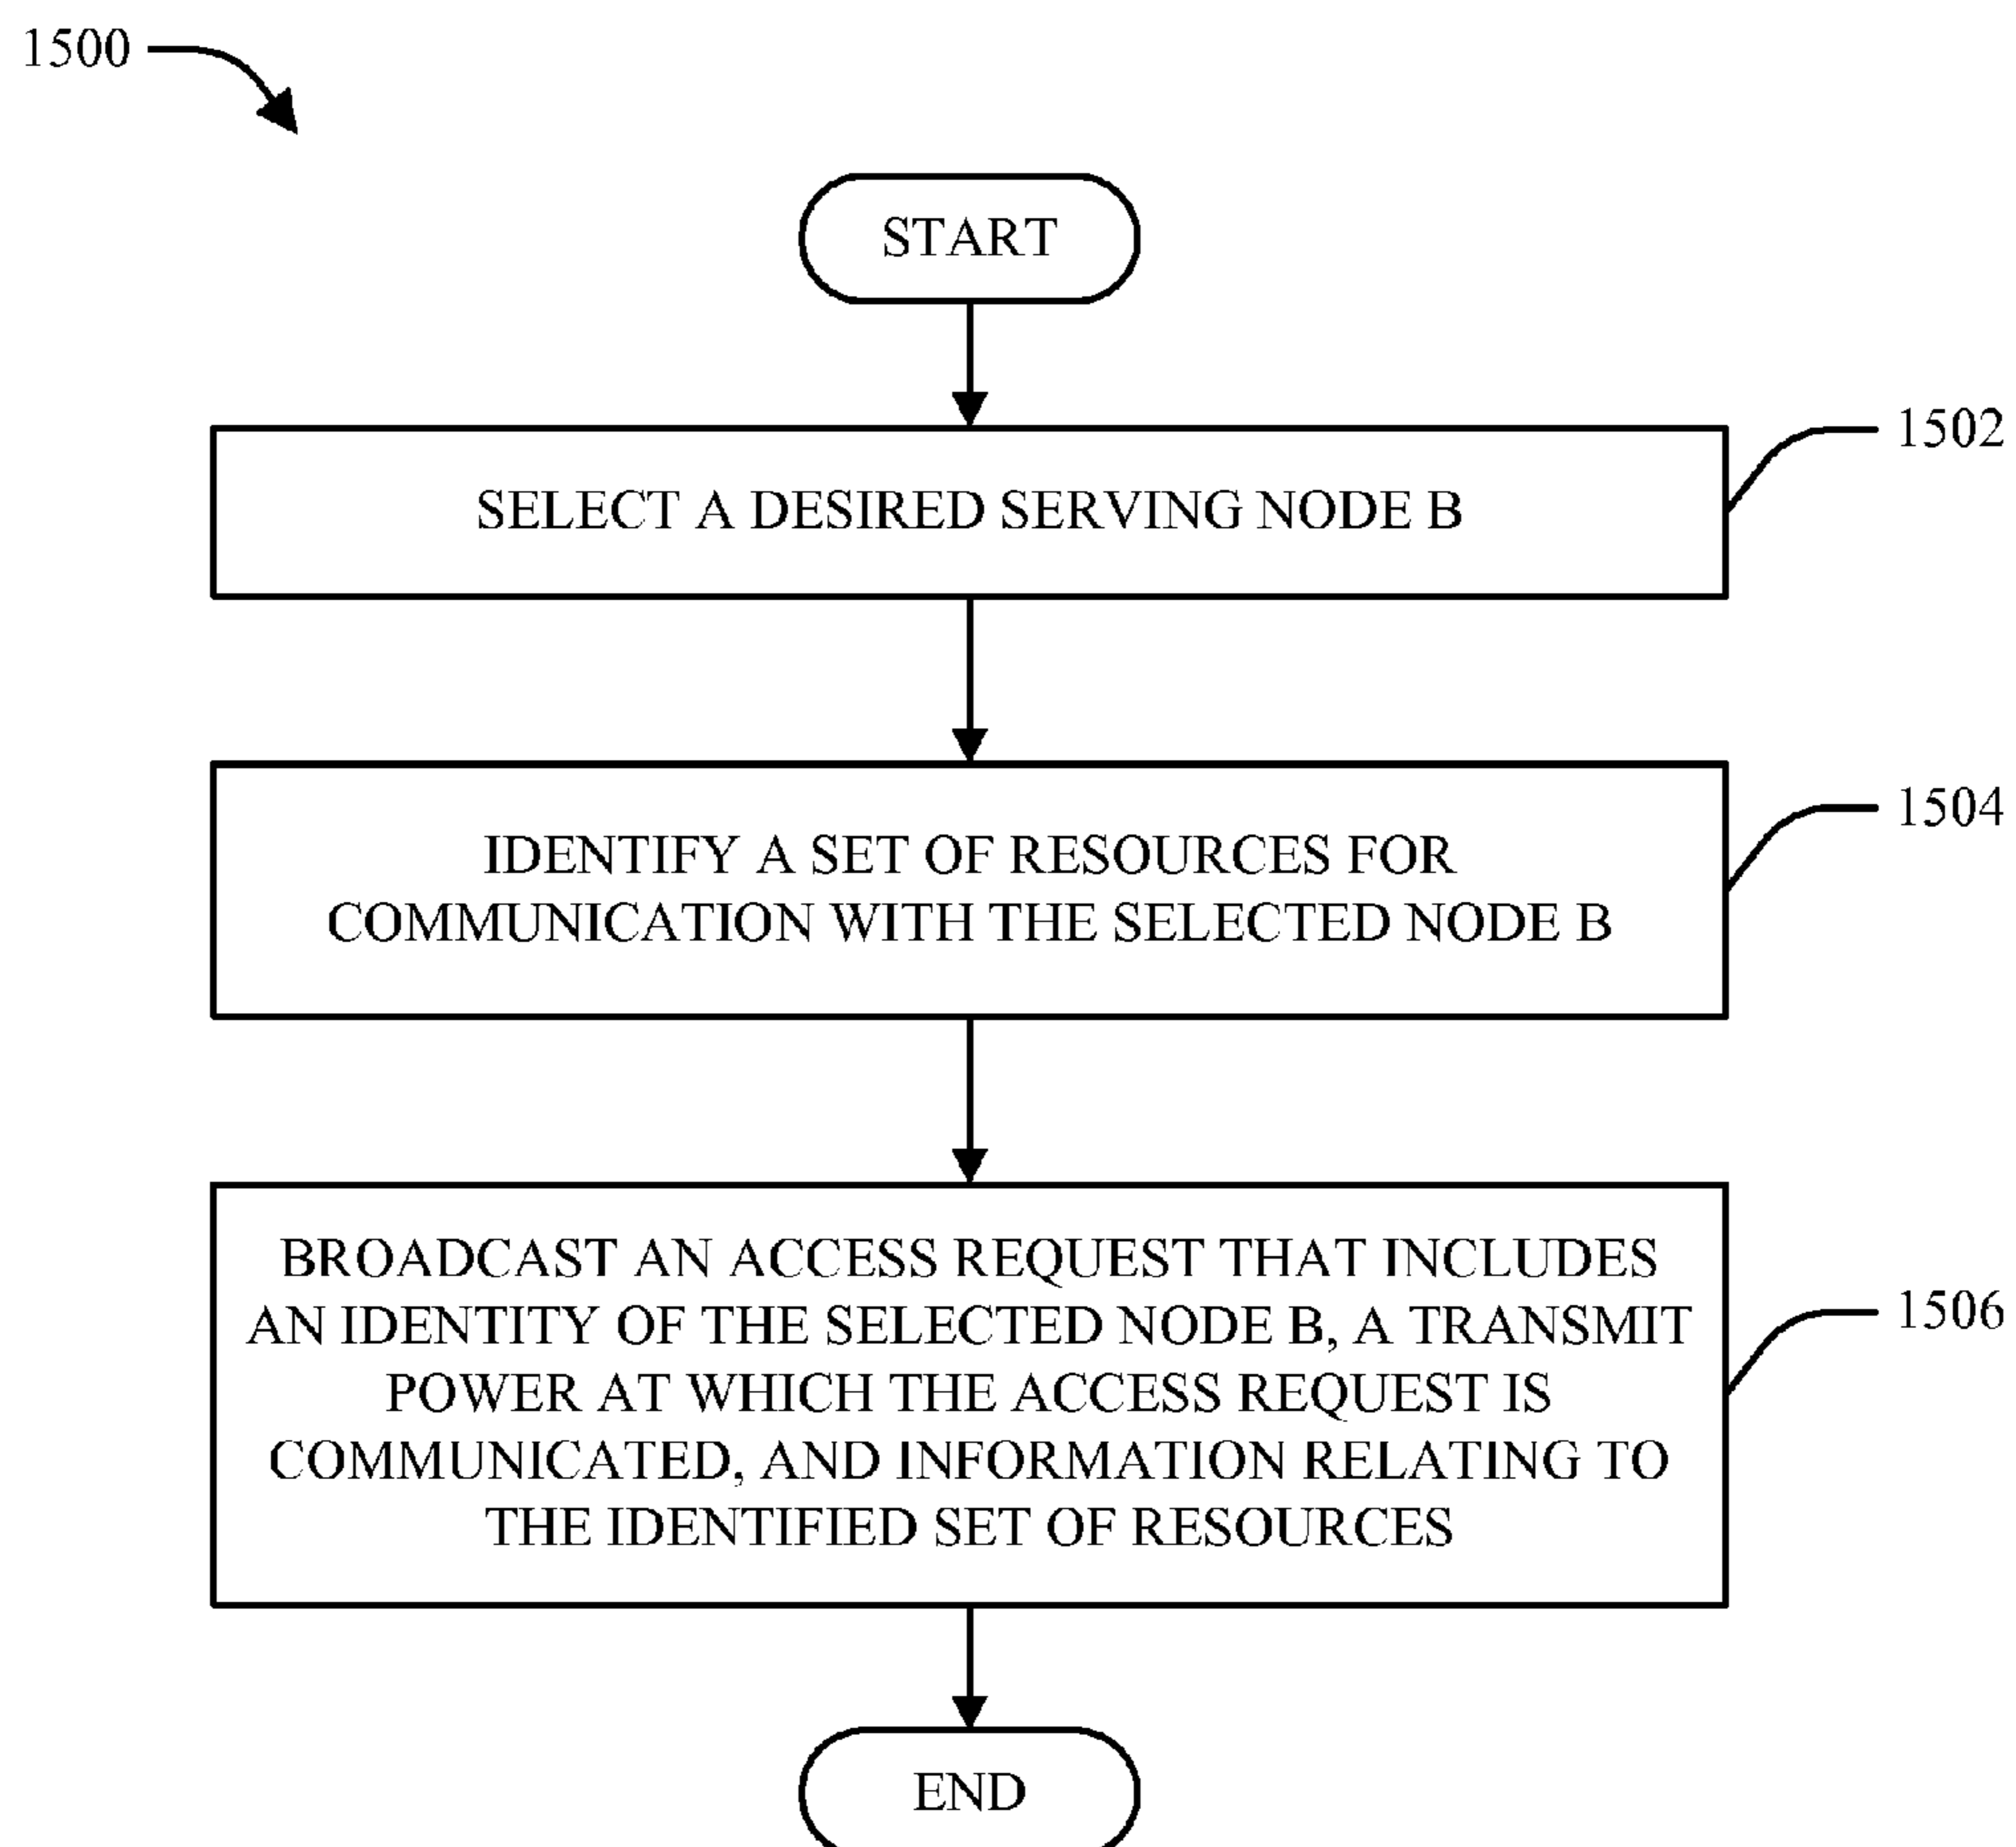 1500
START
SELECT A DESIRED SERVING NODE B
1502
IDENTIFY A SET OF RESOURCES FOR
COMMUNICATION WITH THE SELECTED NODE B
1504
BROADCAST AN ACCESS REQUEST THAT INCLUDES
AN IDENTITY OF THE SELECTED NODE B, A TRANSMIT
POWER AT WHICH THE ACCESS REQUEST IS
COMMUNICATED, AND INFORMATION RELATING TO
THE IDENTIFIED SET OF RESOURCES
1506
END